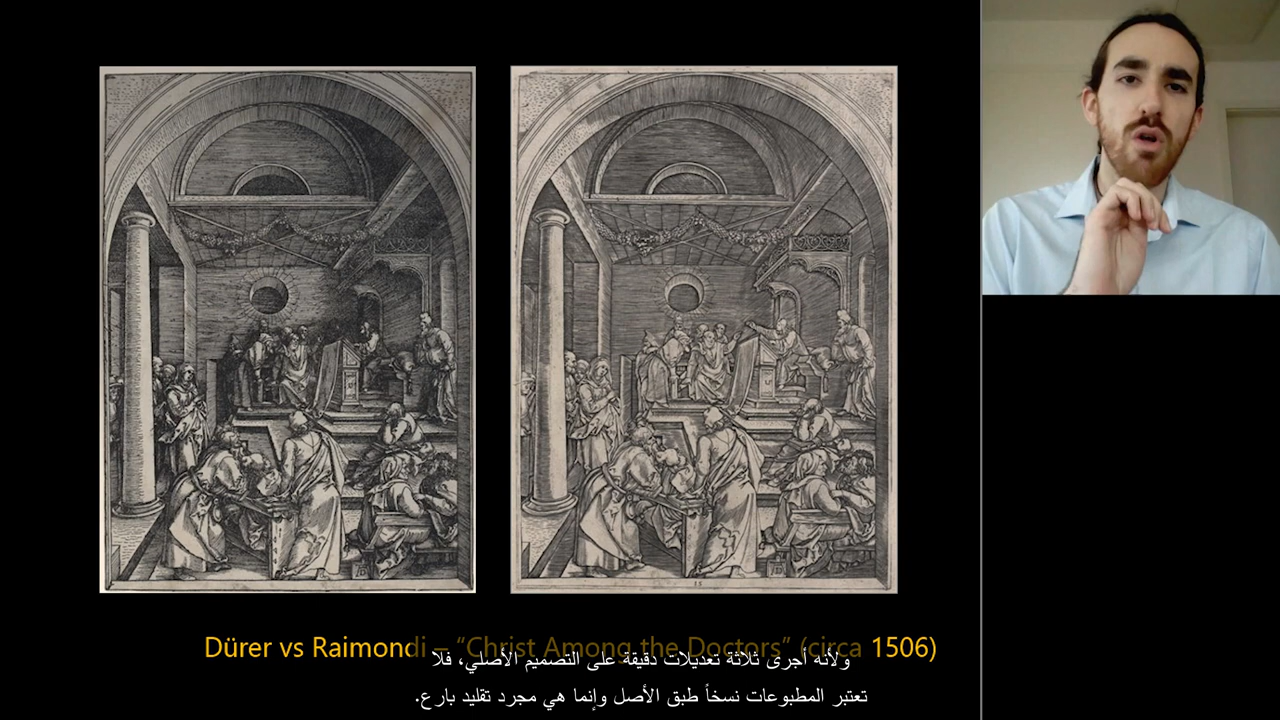 Dürer vs Raimondi – “Christ Among the Doctors” (circa 1506)
ولأنه أجرى ثلاثة تعديلات دقيقة على التصميم الأصلي، فلا
تعتبر المطبوعات نسخاً طبق الأصل وإنما هي مجرد تقليد بارع.